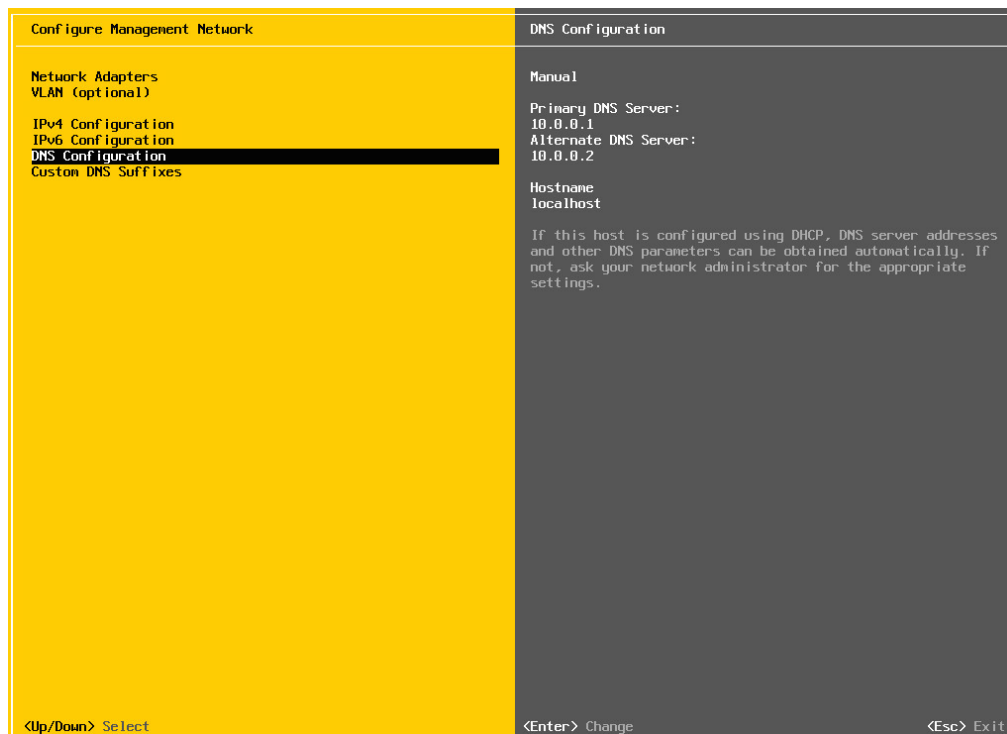 Configure Management Network
Network Adapters
VLAN (optional)
IPv4 Configuration
IPv6 Configuration
DNS Configuration
Custom DNS Suffixes
<Up/Down> Select
DNS Configuration
Manual
Primary DNS Server:
10.0.0.1
Alternate DNS Server:
10.0.0.2
Hostname
localhost
If this host is configured using DHCP, DNS server addresses
and other DNS parameters can be obtained automatically. If
not, ask your network administrator for the appropriate
settings.
<Enter> Change
<Esc> Exit